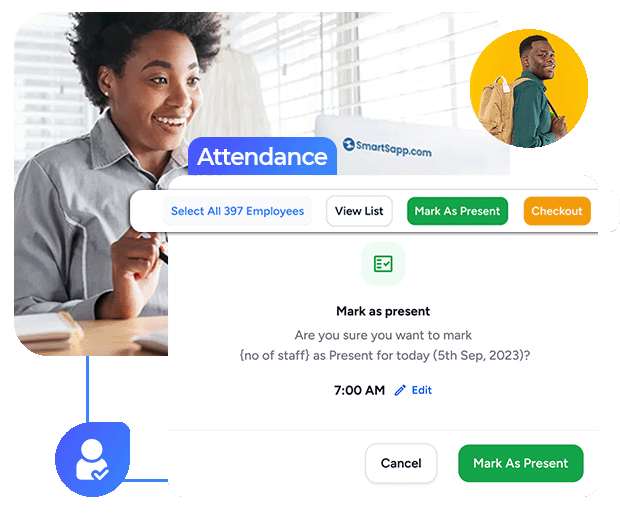 SmartSapp.com
Attendance
Select All 397 Employees
View List
Mark As Present
Checkout
Mark as present
Are you sure you want to mark
{no of staff} as Present for today (5th Sep, 2023)?
7:00 AM
Edit
Cancel
Mark As Present